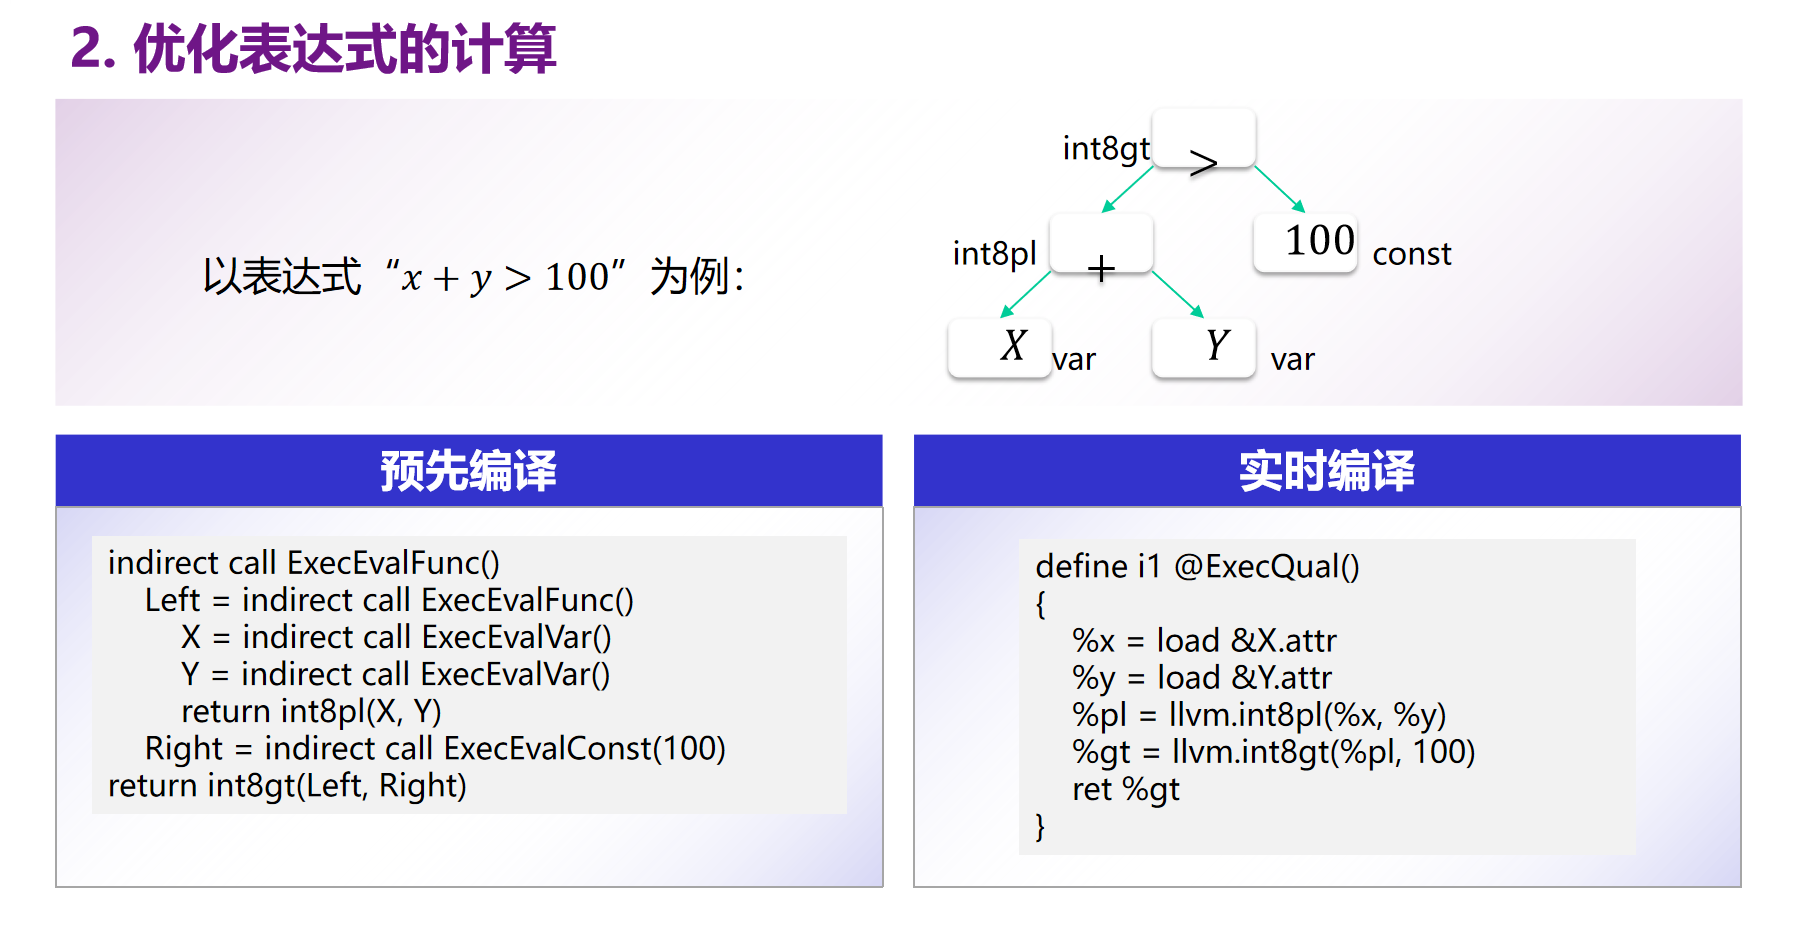 2. 优化表达式的计算
以表达式“x + y > 100”为例：
int8gt
>
int8pl
+
100
const
X
var
Y
var
预先编译
indirect call ExecEvalFunc()
Left = indirect call ExecEvalFunc()
X = indirect call ExecEvalVar()
Y = indirect call ExecEvalVar()
return int8pl(X, Y)
Right = indirect call ExecEvalConst(100)
return int8gt(Left, Right)
实时编译
define i1 @ExecQual()
{
%x = load &X.attr
%y = load &Y.attr
%pl = llvm.int8pl(%x, %y)
%gt = llvm.int8gt(%pl, 100)
ret %gt
}